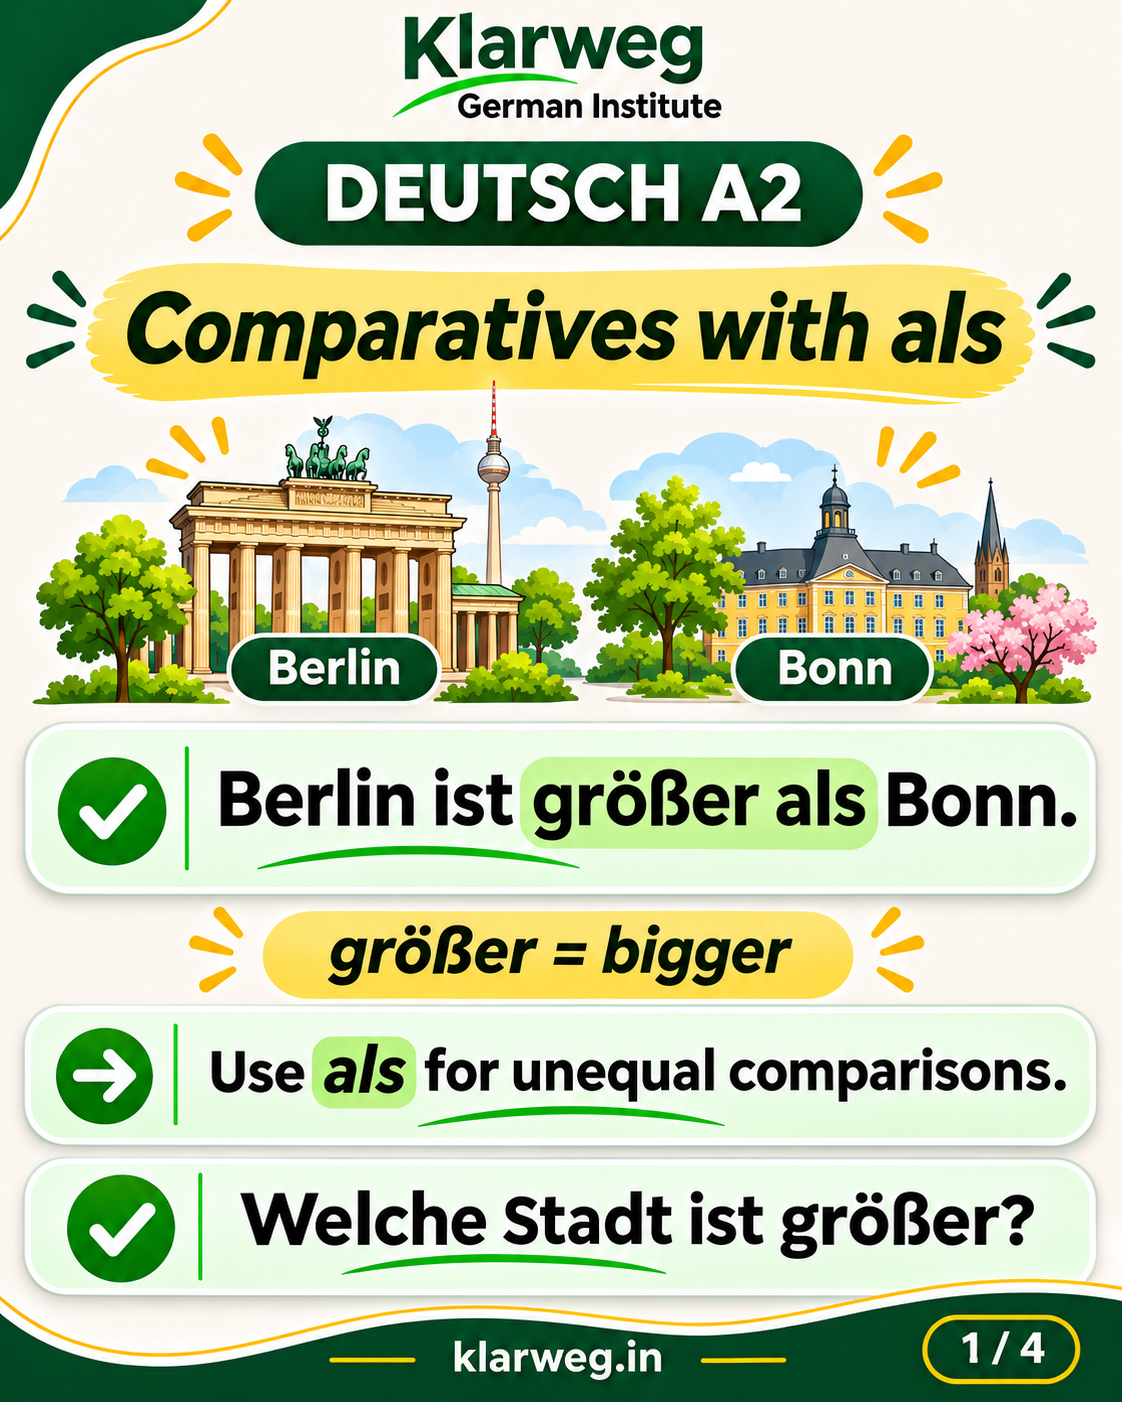 Klarweg
German Institute
DEUTSCH A2
Comparatives with als
Berlin
Bonn
Berlin ist größer als Bonn.
größer = bigger
Use als for unequal comparisons.
Welche Stadt ist größer?
klarweg.in
1 / 4